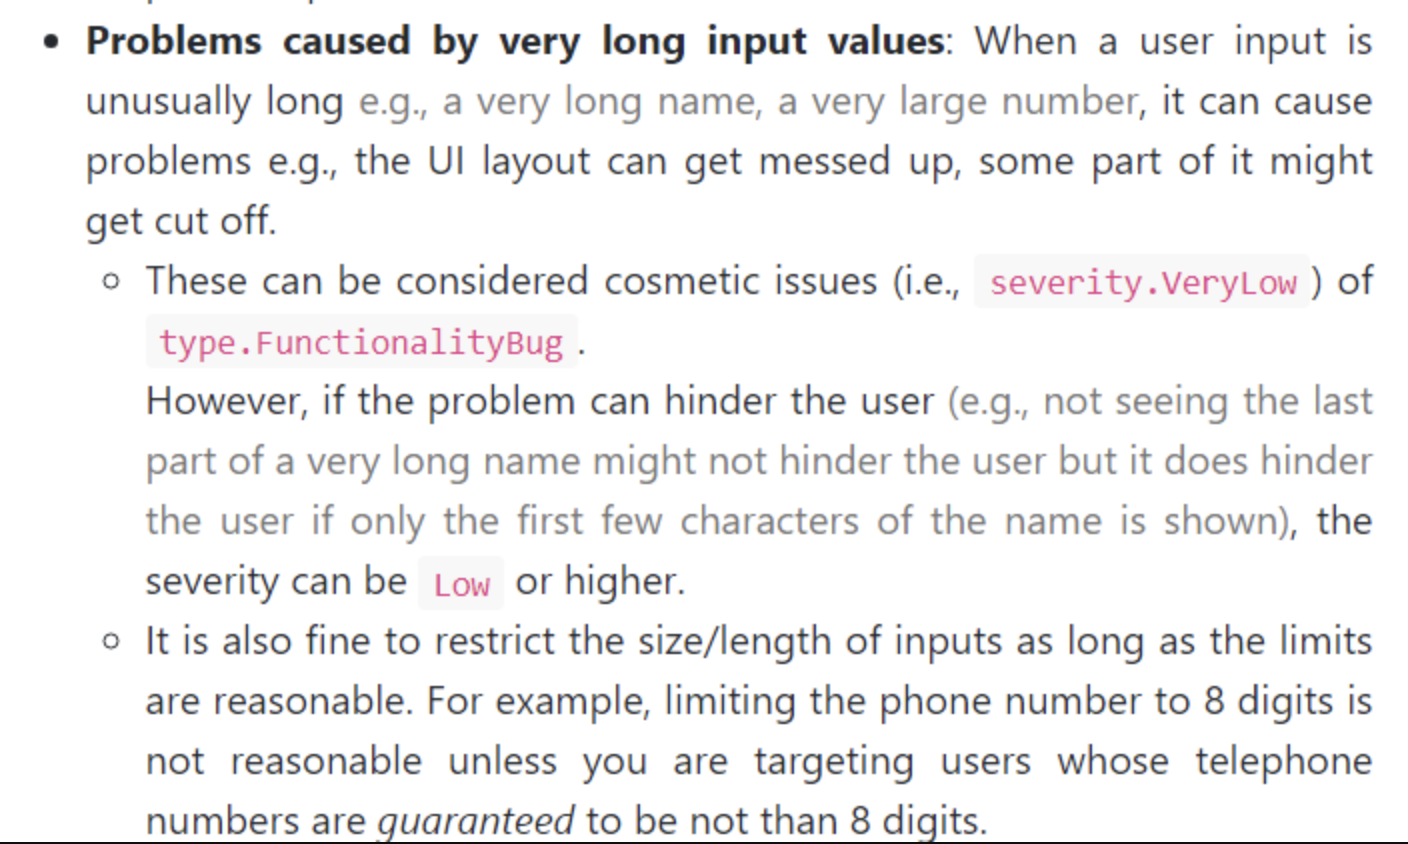 • Problems caused by very long input values: When a user input is
unusually long e.g., a very long name, a very large number, it can cause
problems e.g., the UI layout can get messed up, some part of it might
get cut off.
○ These can be considered cosmetic issues (i.e., severity.VeryLow) of
type.FunctionalityBug.
However, if the problem can hinder the user (e.g., not seeing the last
part of a very long name might not hinder the user but it does hinder
the user if only the first few characters of the name is shown), the
severity can be Low or higher.
○ It is also fine to restrict the size/length of inputs as long as the limits
are reasonable. For example, limiting the phone number to 8 digits is
not reasonable unless you are targeting users whose telephone
numbers are guaranteed to be not than 8 digits.